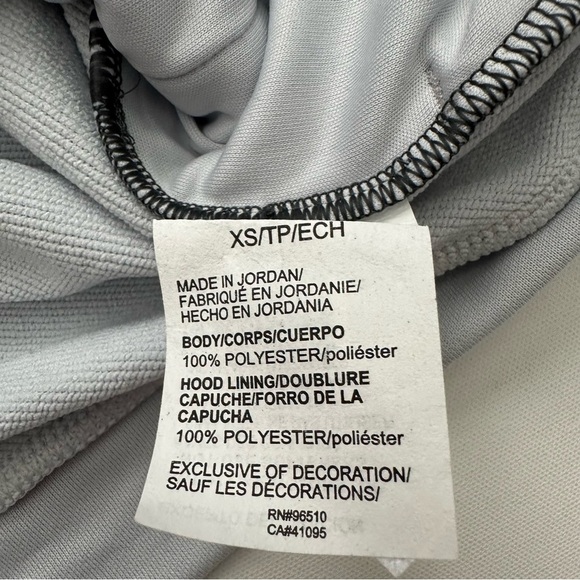 XS/TP/ECH
MADE IN JORDAN/
FABRIQUÉ EN JORDANIE/
HECHO EN JORDANIA
BODY/CORPS/CUERPO
100% POLYESTER/poliéster
HOOD LINING/DOUBLURE
CAPUCHE/FORRO DE LA
CAPUCHA
100% POLYESTER/poliéster
EXCLUSIVE OF DECORATION/
SAUF LES DÉCORATIONS/
RN#96510
CA#41095